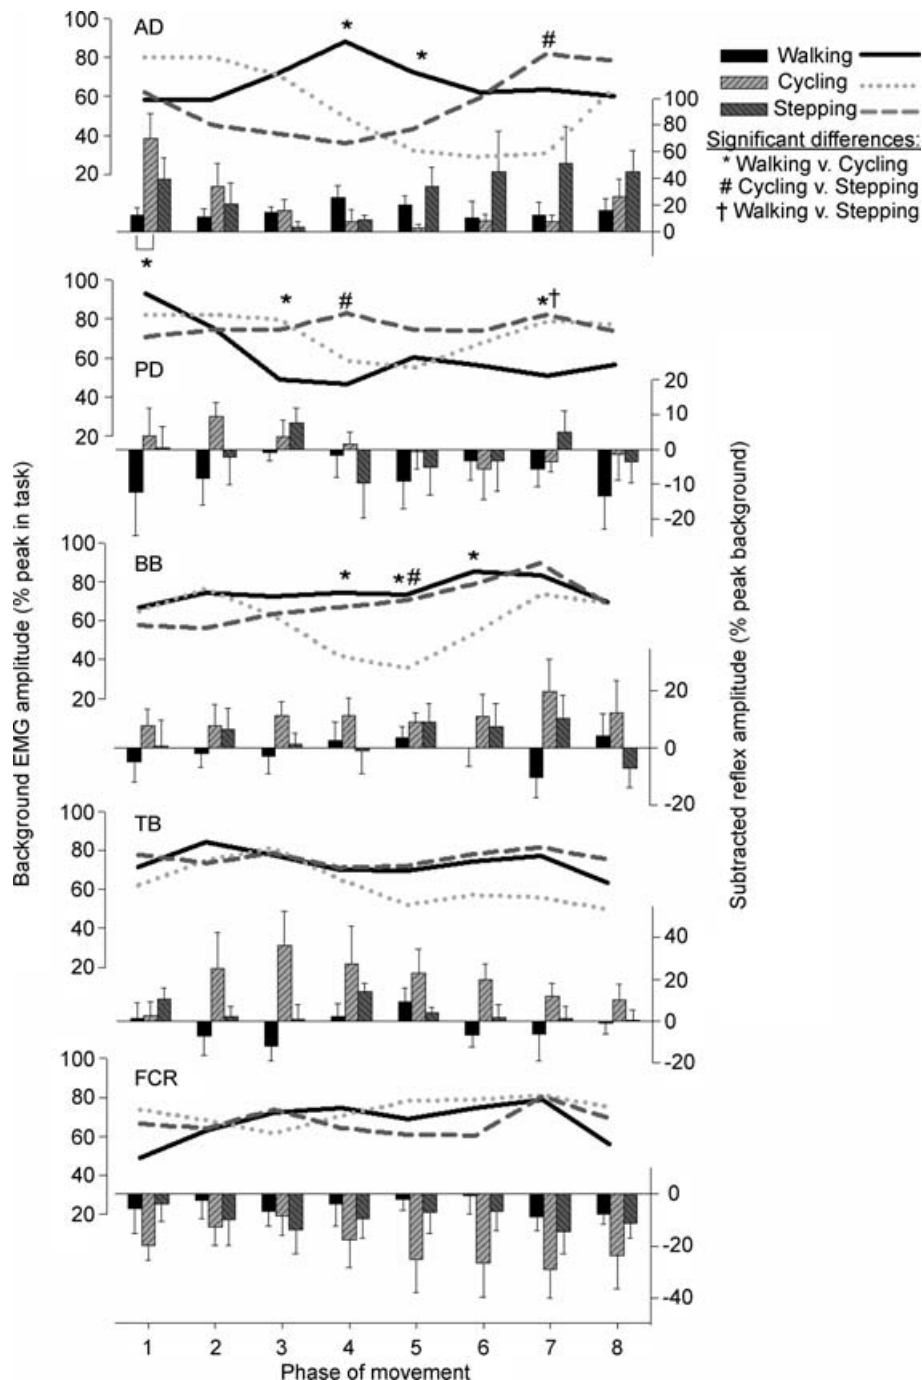 Background EMG amplitude (% peak in task)
Subtracted reflex amplitude (% peak background)
Walking
Cycling
Stepping
Significant differences:
* Walking v. Cycling
# Cycling v. Stepping
† Walking v. Stepping
AD
100
80
60
40
20
100
80
60
40
20
0
* * #
*
PD
100
80
60
40
20
20
10
0
-10
-20
* # *†
BB
100
80
60
40
20
20
0
-20
* *# *
TB
100
80
60
40
20
40
20
0
-20
FCR
100
80
60
40
20
0
-20
-40
1 2 3 4 5 6 7 8
Phase of movement